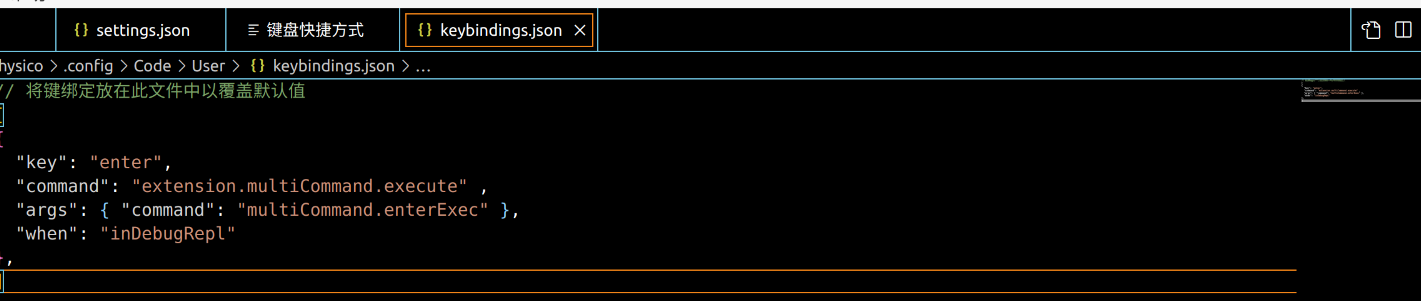 settings.json
键盘快捷方式
keybindings.json
hysico > .config > Code > User > {} keybindings.json > ...
// 将键绑定放在此文件中以覆盖默认值
"key": "enter",
"command": "extension.multiCommand.execute" ,
"args": { "command": "multiCommand.enterExec" },
"when": "inDebugRepl"
,